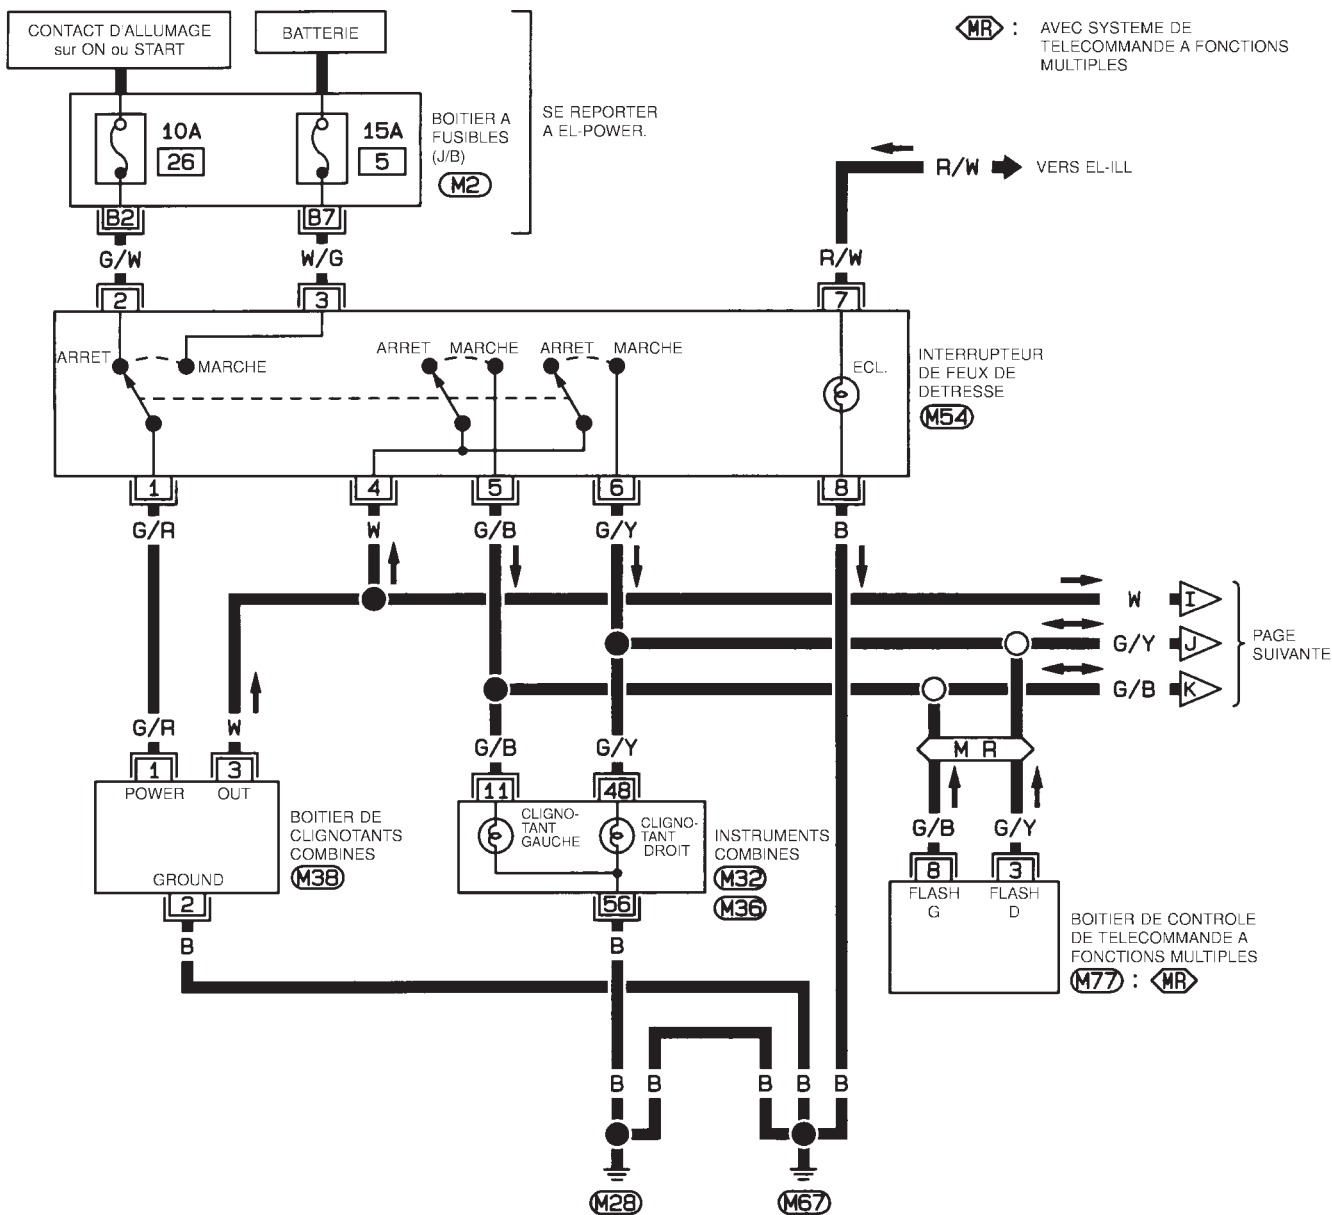 CONTACT D'ALLUMAGE
sur ON ou START
BATTERIE
MR : AVEC SYSTEME DE
TELECOMMANDE A FONCTIONS
MULTIPLES
10A
26
15A
5
BOITIER A
FUSIBLES
(J/B)
M2
SE REPORTER
A EL-POWER.
B2
B7
G/W
W/G
R/W
VERS EL-ILL
R/W
2
3
7
ARRET
MARCHE
ARRET
MARCHE
ARRET
MARCHE
ECL.
INTERRUPTEUR
DE FEUX DE
DETRESSE
M54
1
4
5
6
8
G/R
W
G/B
G/Y
B
W
I
G/Y
J
G/B
K
PAGE
SUIVANTE
G/R
W
G/B
G/Y
M R
1
3
POWER
OUT
GROUND
2
B
BOITIER DE
CLIGNOTANTS
COMBINES
M38
11
48
CLIGNO-
TANT
GAUCHE
CLIGNO-
TANT
DROIT
56
B
INSTRUMENTS
COMBINES
M32
M36
G/B
G/Y
8
3
FLASH
G
FLASH
D
BOITIER DE CONTROLE
DE TELECOMMANDE A
FONCTIONS MULTIPLES
M77 : MR
B
B
B
B
B
M28
M67